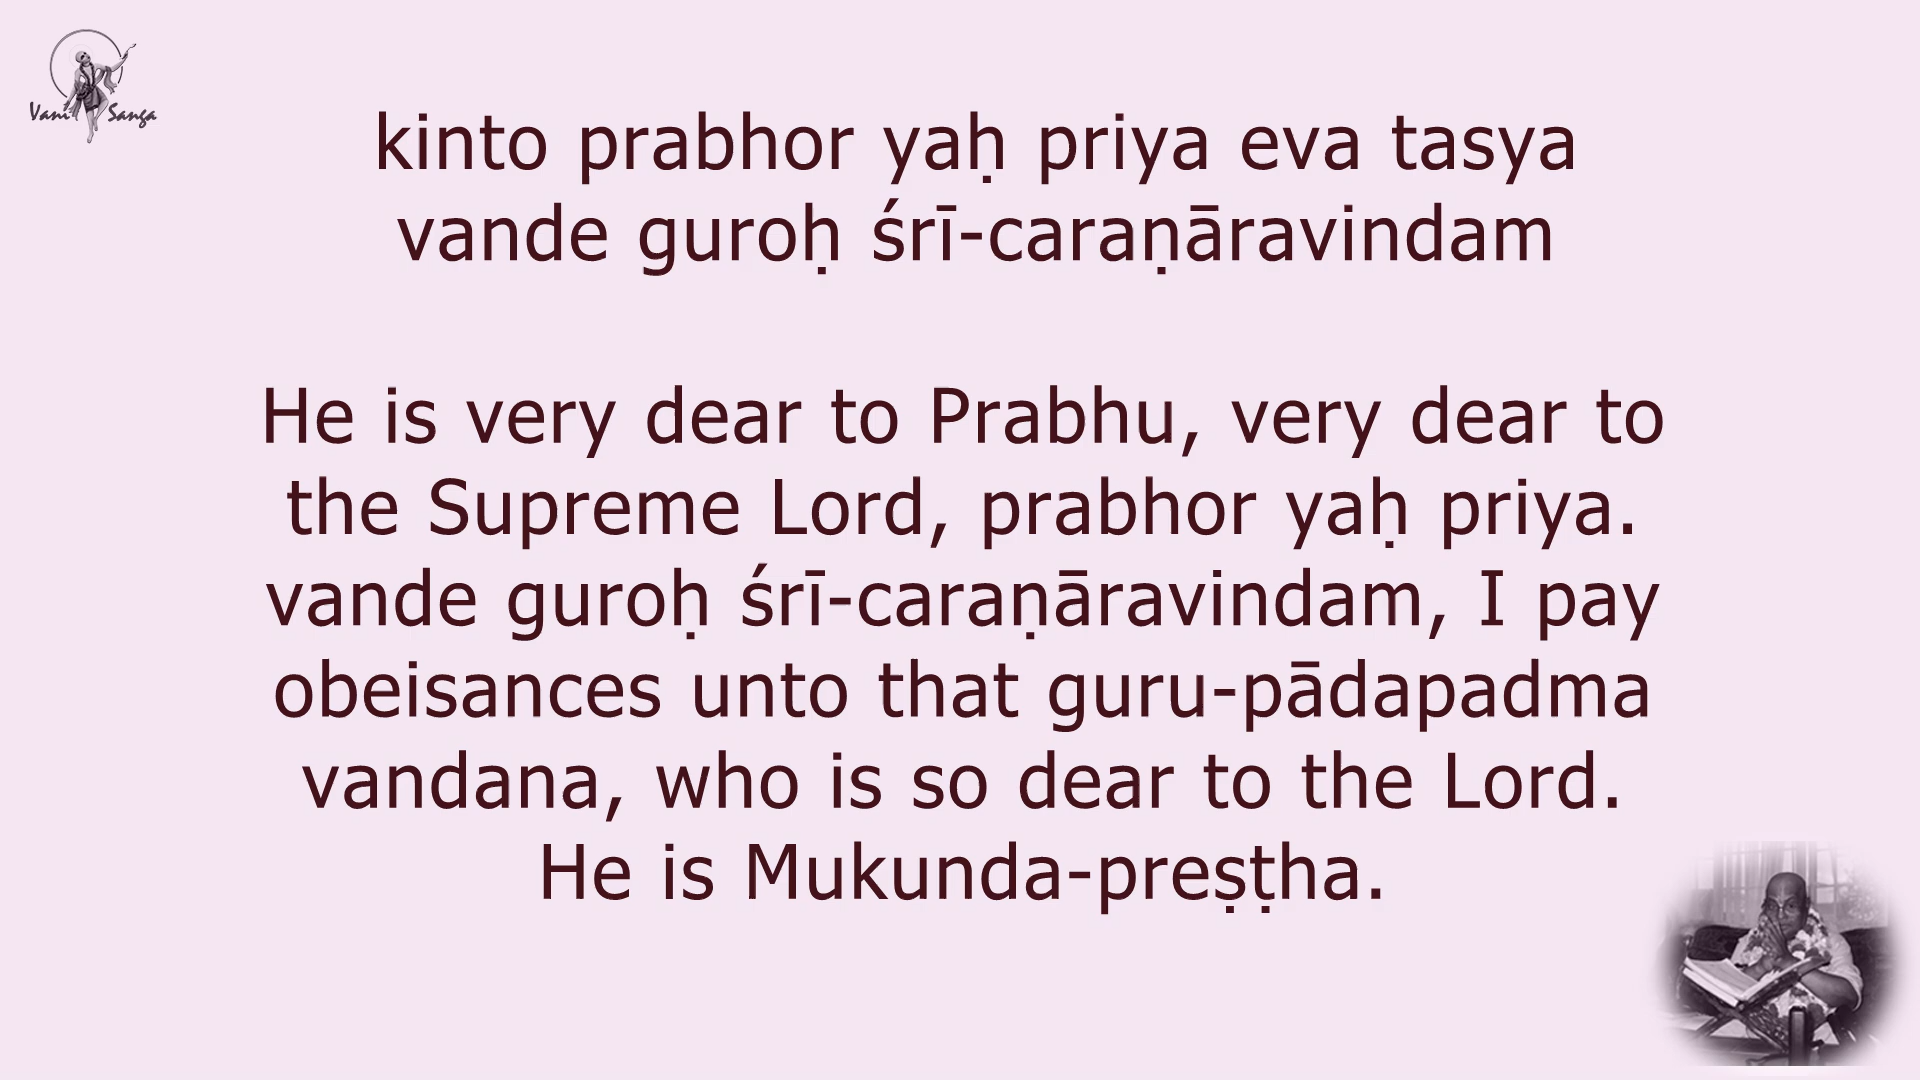 Vani Sanga
kinto prabhor yaḥ priya eva tasya
vande guroḥ śrī-caraṇāravindam
He is very dear to Prabhu, very dear to
the Supreme Lord, prabhor yaḥ priya.
vande guroḥ śrī-caraṇāravindam, I pay
obeisances unto that guru-pādapadma
vandana, who is so dear to the Lord.
He is Mukunda-preṣṭha.